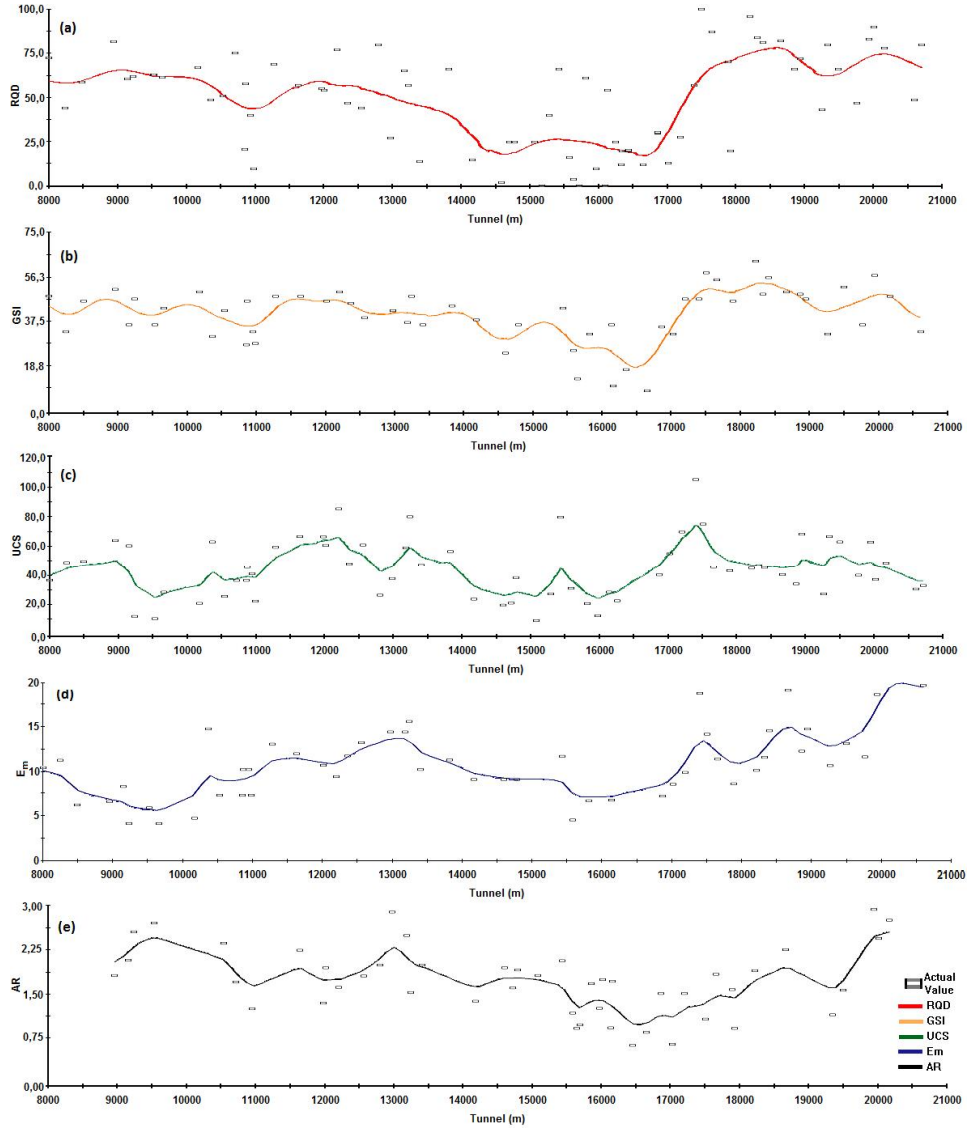 (a)
100,0
75,0
50,0
25,0
0,0
RQD
8000 9000 10000 11000 12000 13000 14000 15000 16000 17000 18000 19000 20000 21000
Tunnel (m)
(b)
75,0
56,3
37,5
18,8
0,0
GSI
8000 9000 10000 11000 12000 13000 14000 15000 16000 17000 18000 19000 20000 21000
Tunnel (m)
(c)
120,0
100,0
80,0
60,0
40,0
20,0
0,0
UCS
8000 9000 10000 11000 12000 13000 14000 15000 16000 17000 18000 19000 20000 21000
Tunnel (m)
(d)
20
15
10
5
0
Em
8000 9000 10000 11000 12000 13000 14000 15000 16000 17000 18000 19000 20000 21000
Tunnel (m)
(e)
3,00
2,25
1,50
0,75
0,00
AR
8000 9000 10000 11000 12000 13000 14000 15000 16000 17000 18000 19000 20000 21000
Tunnel (m)
Actual
Value
RQD
GSI
UCS
Em
AR